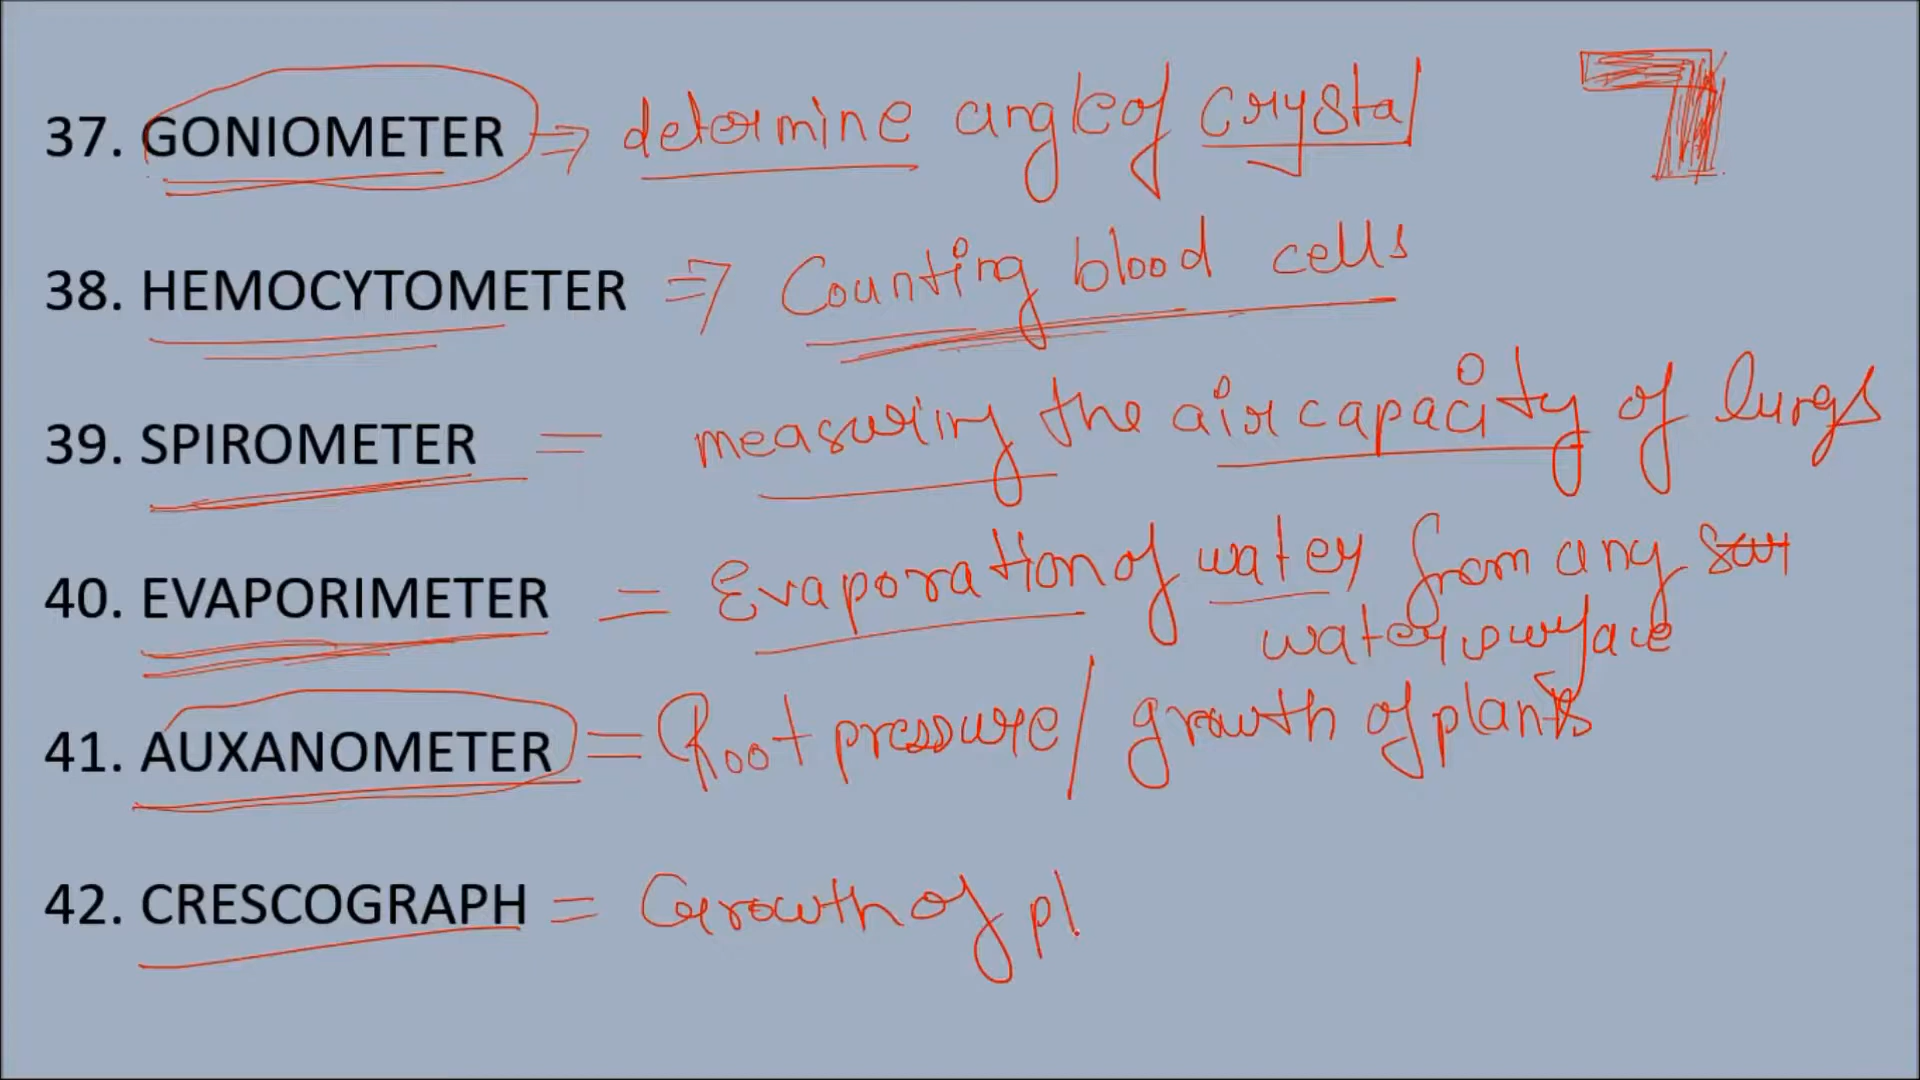 37. GONIOMETER ⇒ determine angle of crystal
38. HEMOCYTOMETER ⇒ Counting blood cells
39. SPIROMETER = measuring the air capacity of lungs
40. EVAPORIMETER = Evaporation of water from any
water surface
41. AUXANOMETER = Root pressure / growth of plants
42. CRESCOGRAPH = Growth of pl